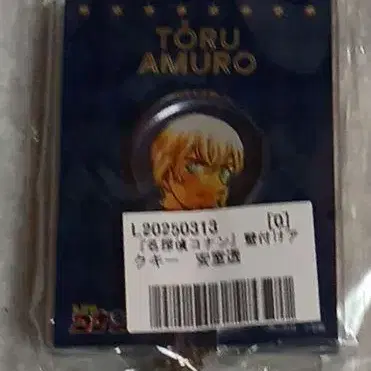 TŌRU
AMURO
L20250313 [0]
『名探偵コナン』壁付けア
クキー 安室透